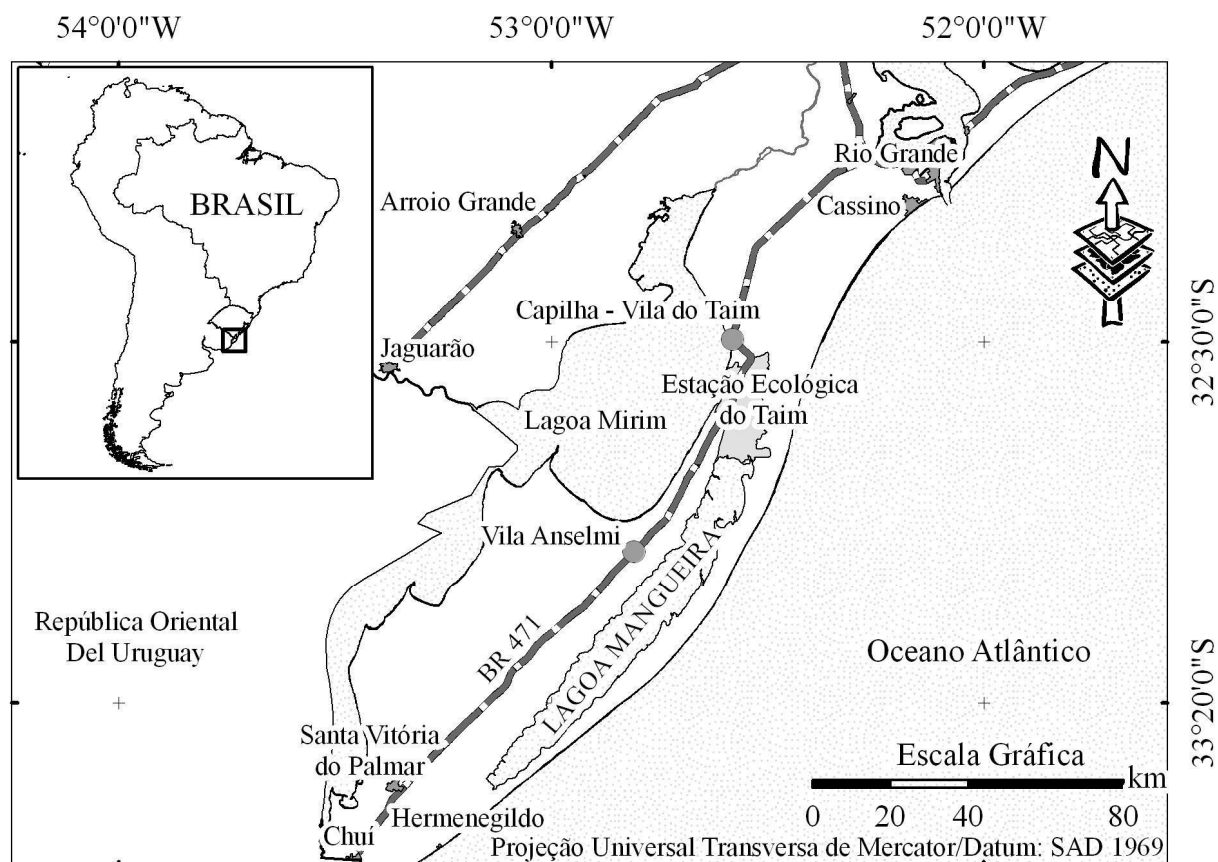 54°0'0"W
53°0'0"W
52°0'0"W
BRASIL
N
Rio Grande
Arroio Grande
Cassino
Capilha - Vila do Taim
32°30'0"S
Jaguarão
Estação Ecológica
do Taim
Lagoa Mirim
Vila Anselmi
LAGOA MANGUEIRA
República Oriental
Del Uruguay
BR 471
Oceano Atlântico
33°20'0"S
Santa Vitória
do Palmar
Escala Gráfica
km
Hermenegildo
0 20 40 80
Chuí
Projeção Universal Transversa de Mercator/Datum: SAD 1969